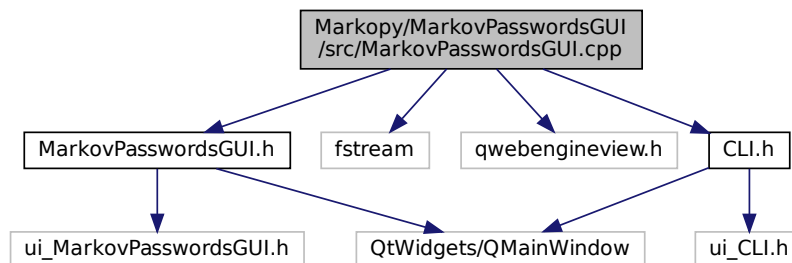 Markopy/MarkovPasswordsGUI
/src/MarkovPasswordsGUI.cpp
MarkovPasswordsGUI.h
fstream
qwebengineview.h
CLI.h
ui_MarkovPasswordsGUI.h
QtWidgets/QMainWindow
ui_CLI.h